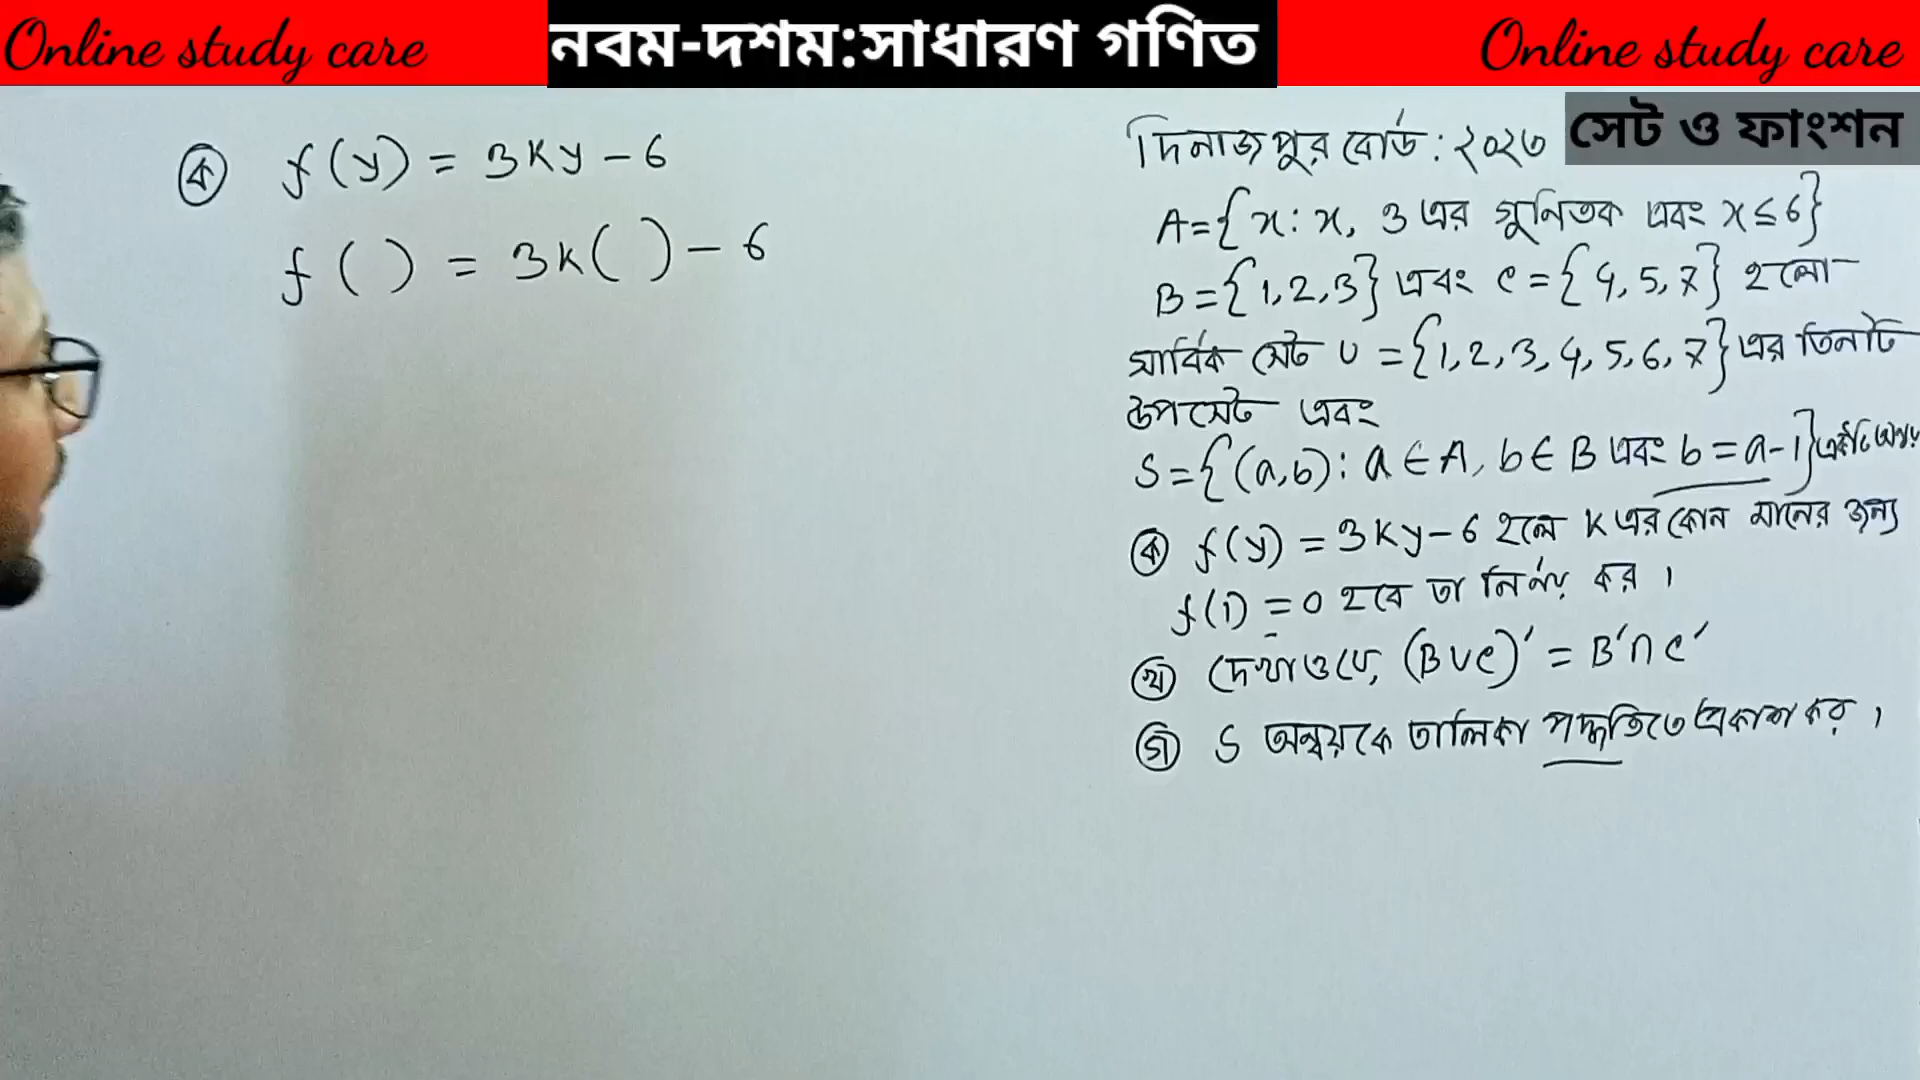 Online study care
নবম-দশম:সাধারণ গণিত
Online study care
সেট ও ফাংশন
ক f(y) = 3ky - 6
f( ) = 3k( ) - 6
দিনাজপুর বোর্ড : ২০২৩
A = {x : x, 3 এর গুনিতক এবং x ≤ 6}
B = {1, 2, 3} এবং C = {4, 5, 7} হলো
সার্বিক সেট U = {1, 2, 3, 4, 5, 6, 7} এর তিনটি
উপসেট এবং
S = {(a, b) : a ∈ A, b ∈ B এবং b = a-1} একটি অন্বয়
ক f(y) = 3ky - 6 হলে k এর কোন মানের জন্য
f(1) = 0 হবে তা নির্ণয় কর।
খ দেখাও যে, (B∪C)′ = B′∩C′
গ S অন্বয়কে তালিকা পদ্ধতিতে প্রকাশ কর।